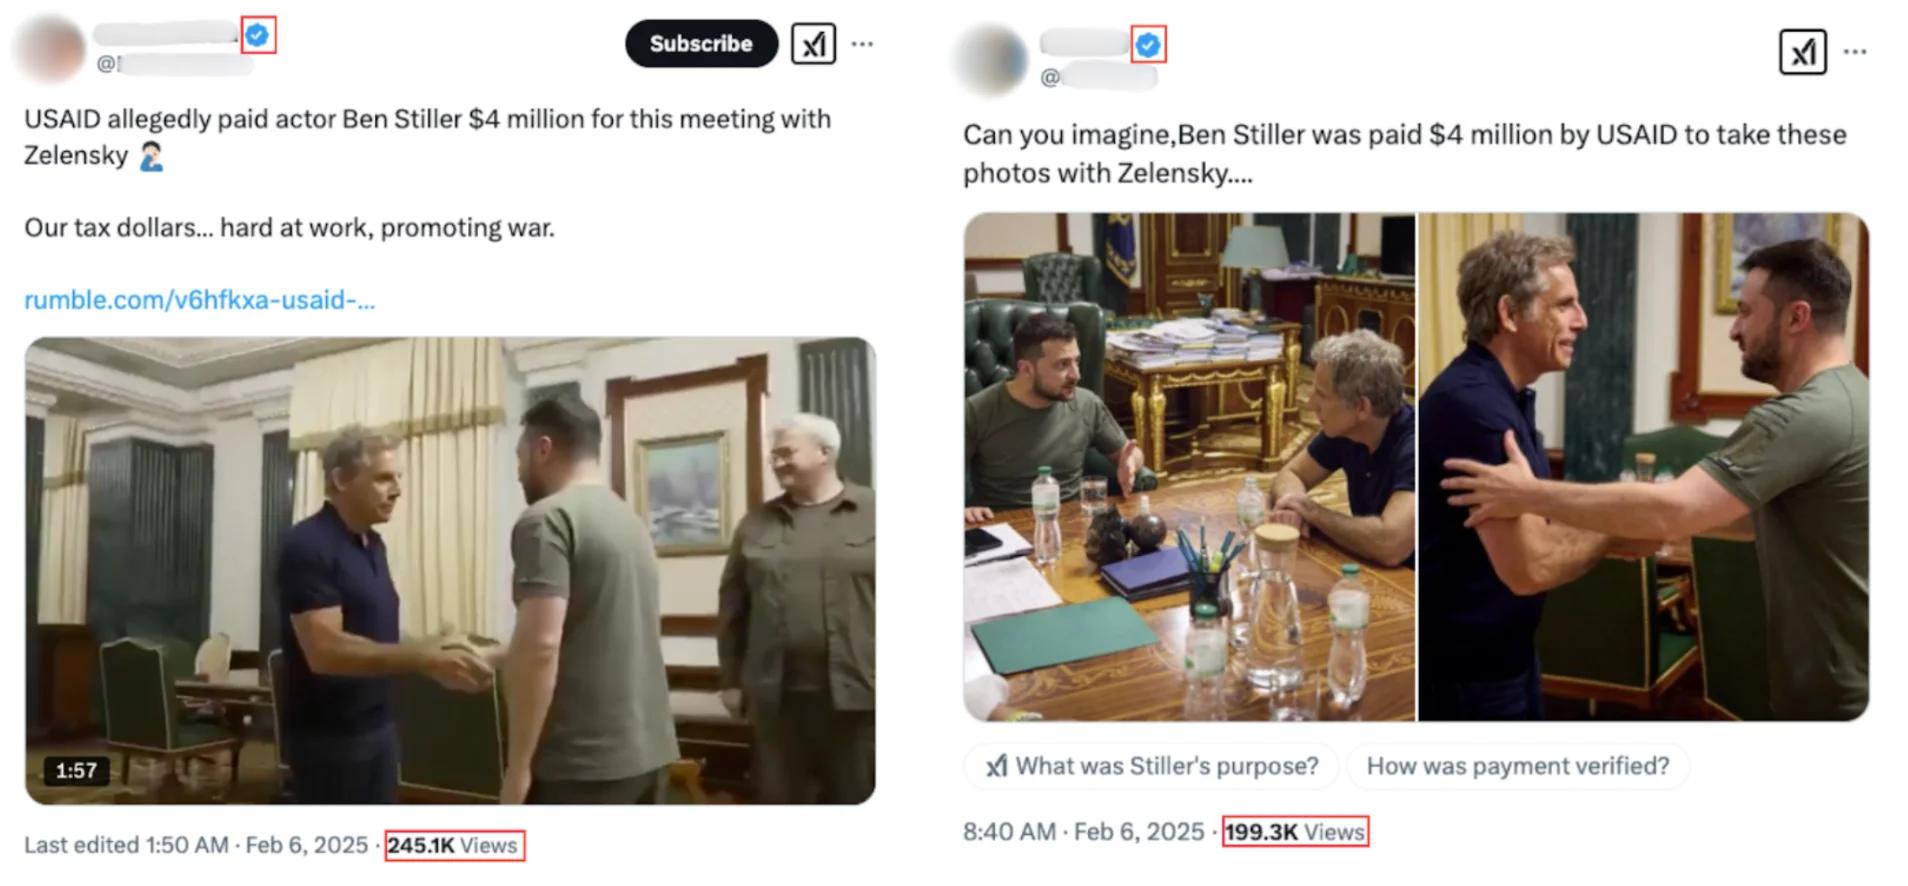 Subscribe
@
USAID allegedly paid actor Ben Stiller $4 million for this meeting with
Zelensky 🤦🏻‍♂️
Our tax dollars... hard at work, promoting war.
rumble.com/v6hfkxa-usaid-...
1:57
Last edited 1:50 AM · Feb 6, 2025 · 245.1K Views
@
Can you imagine,Ben Stiller was paid $4 million by USAID to take these
photos with Zelensky....
What was Stiller's purpose?
How was payment verified?
8:40 AM · Feb 6, 2025 · 199.3K Views